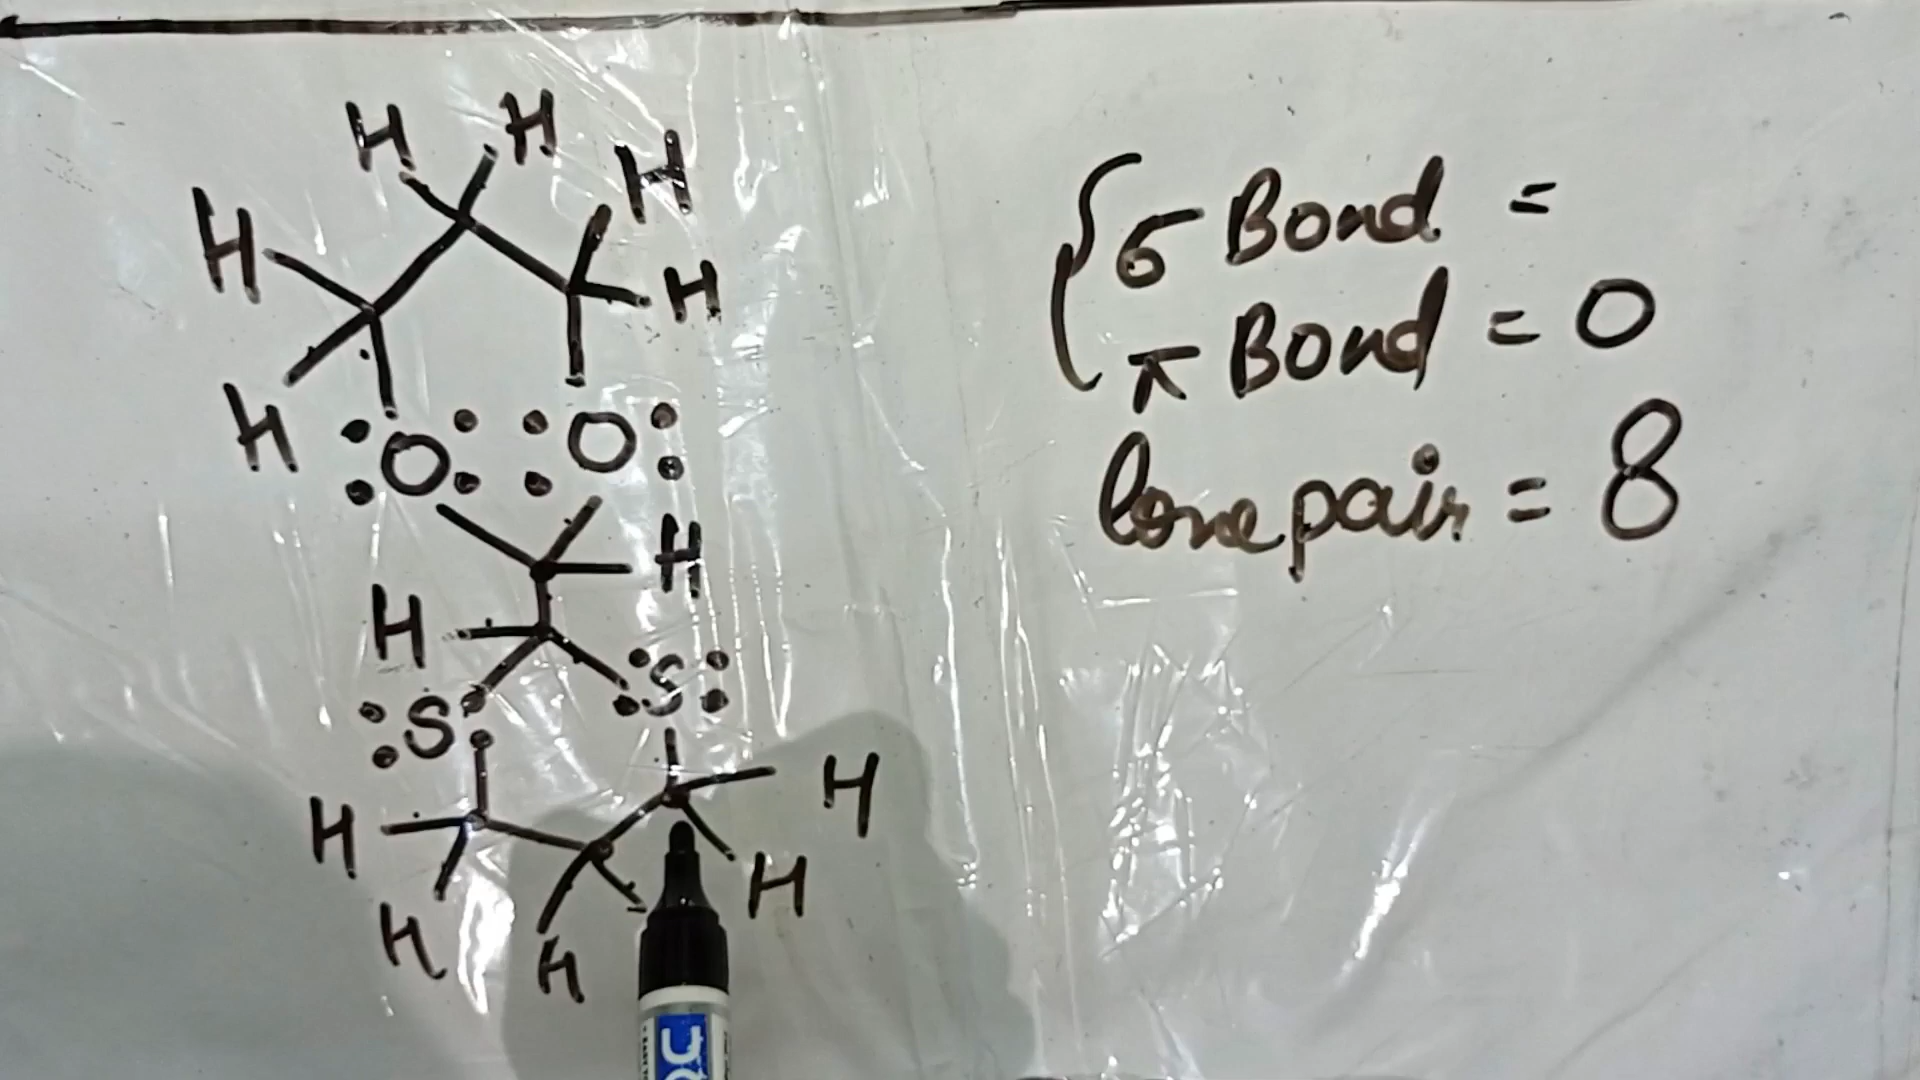 H H H
H H
H
O O
H
H
S S
H H
H H
H
σ Bond =
π Bond = 0
lone pair = 8